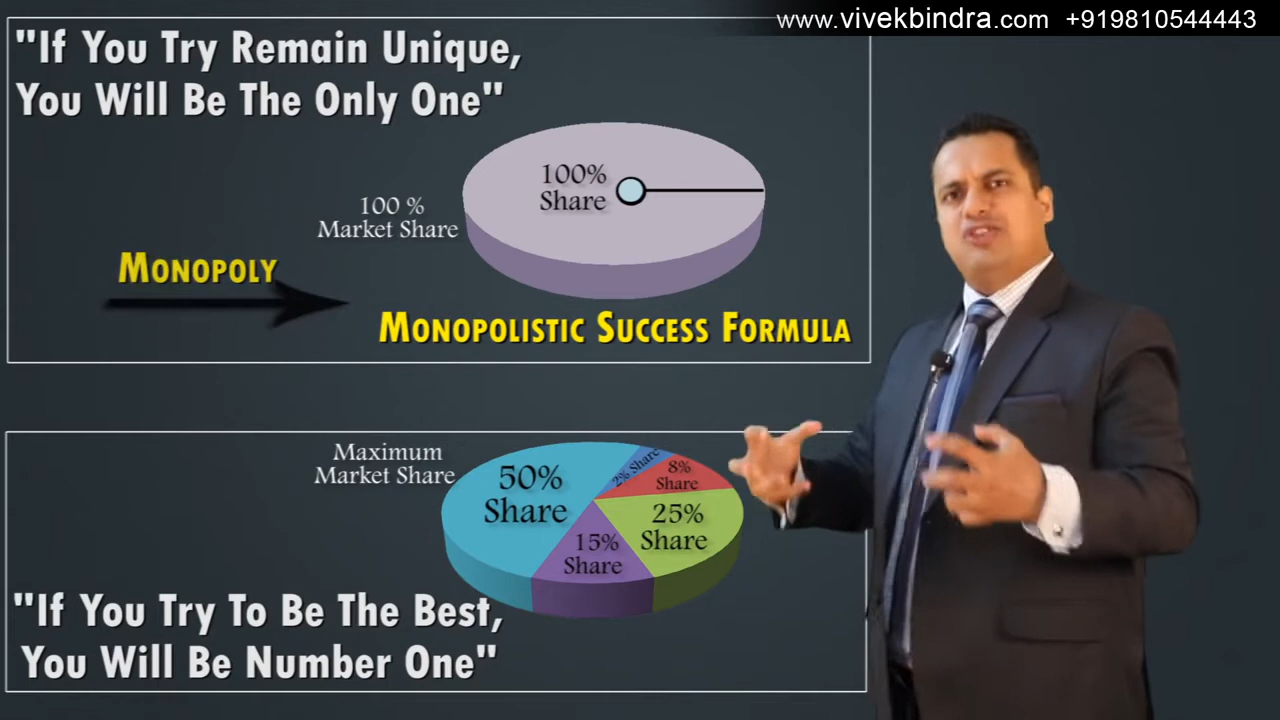 www.vivekbindra.com +919810544443
"If You Try Remain Unique,
You Will Be The Only One"
100%
Share
100 %
Market Share
Monopoly
Monopolistic Success Formula
Maximum
Market Share
50%
Share
2% Share
8%
Share
25%
Share
15%
Share
"If You Try To Be The Best,
You Will Be Number One"